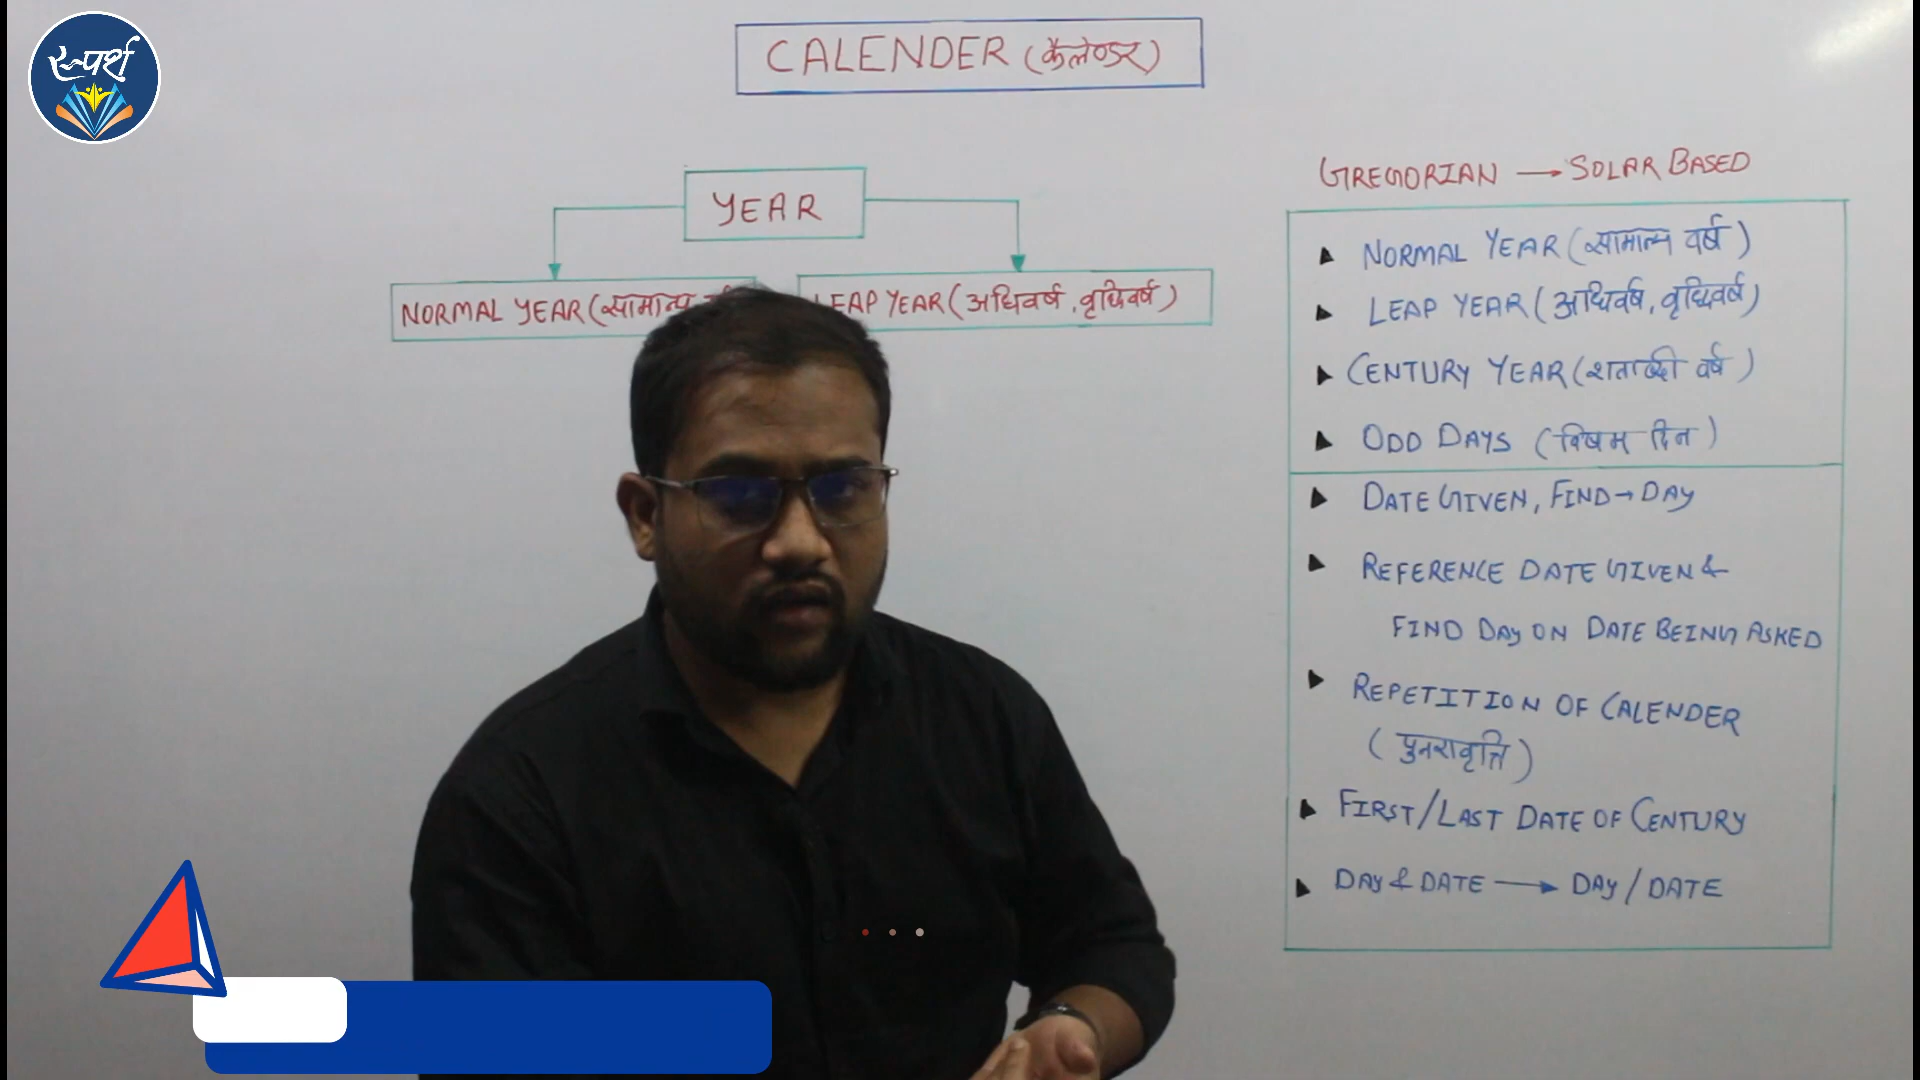 स्पर्श
CALENDER (कैलेण्डर)
YEAR
NORMAL YEAR (सामान्य
LEAP YEAR (अधिवर्ष, वृद्धिवर्ष)
GREGORIAN → SOLAR BASED
NORMAL YEAR (सामान्य वर्ष)
LEAP YEAR (अधिवर्ष, वृद्धिवर्ष)
CENTURY YEAR (शताब्दी वर्ष)
ODD DAYS (विषम दिन)
DATE GIVEN, FIND → DAY
REFERENCE DATE GIVEN &
FIND DAY ON DATE BEING ASKED
REPETITION OF CALENDER
(पुनरावृत्ति)
FIRST/LAST DATE OF CENTURY
DAY & DATE → DAY/DATE